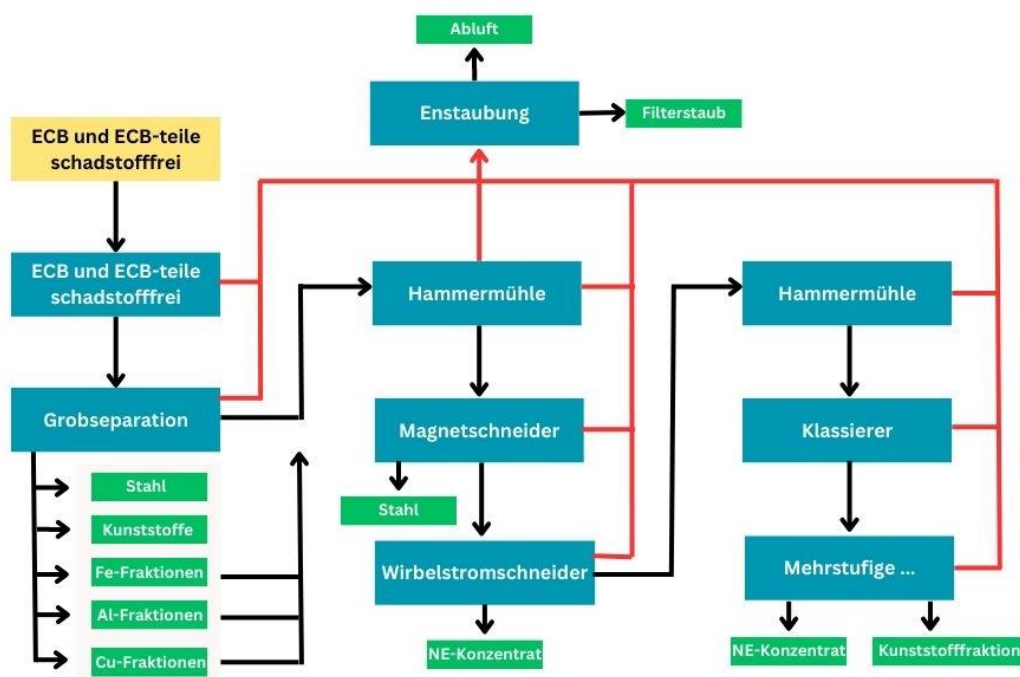 Abluft
Enstaubung
Filterstaub
ECB und ECB-teile
schadstofffrei
ECB und ECB-teile
schadstofffrei
Hammermühle
Hammermühle
Grobseparation
Magnetschneider
Klassierer
Stahl
Stahl
Kunststoffe
Fe-Fraktionen
Wirbelstromschneider
Mehrstufige ...
Al-Fraktionen
Cu-Fraktionen
NE-Konzentrat
NE-Konzentrat
Kunstofffraktion